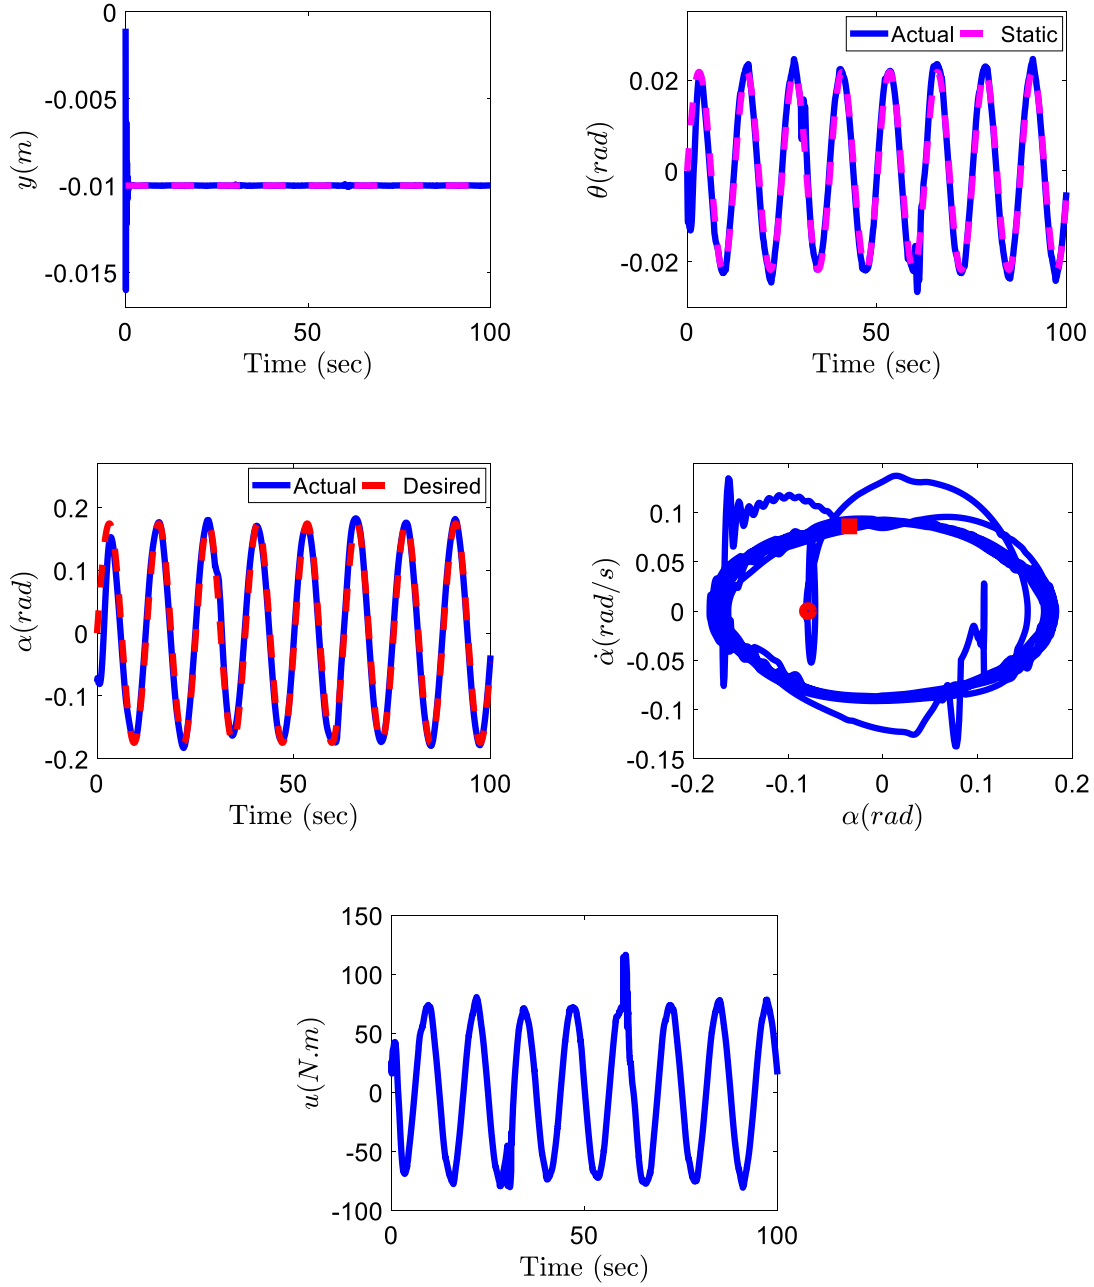 0
-0.005
-0.01
-0.015
y(m)
0 50 100
Time (sec)
Actual Static
0.02
0
-0.02
θ(rad)
0 50 100
Time (sec)
Actual Desired
0.2
0.1
0
-0.1
-0.2
α(rad)
0 50 100
Time (sec)
0.1
0.05
0
-0.05
-0.1
-0.15
α̇(rad/s)
-0.2 -0.1 0 0.1 0.2
α(rad)
150
100
50
0
-50
-100
u(N.m)
0 50 100
Time (sec)